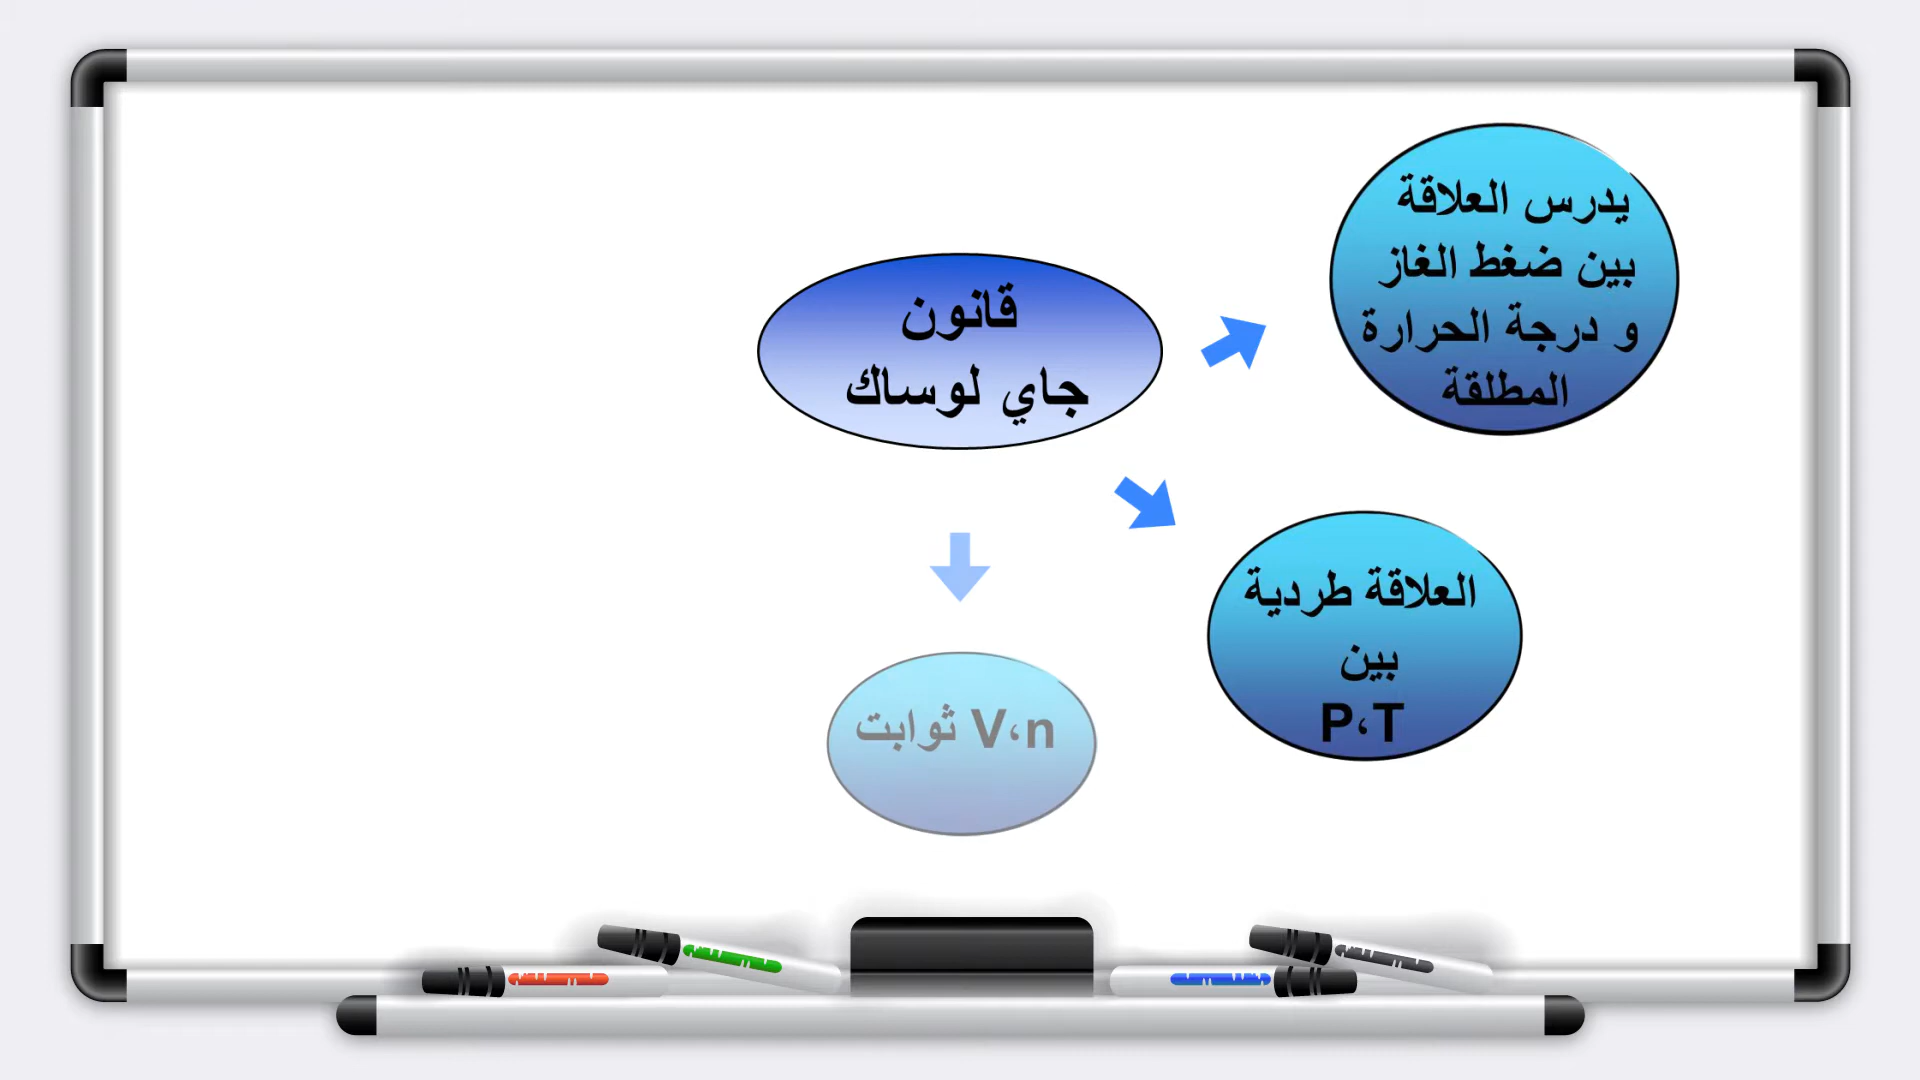 قانون
جاي لوساك
يدرس العلاقة
بين ضغط الغاز
و درجة الحرارة
المطلقة
العلاقة طردية
بين
P،T
V،n ثوابت